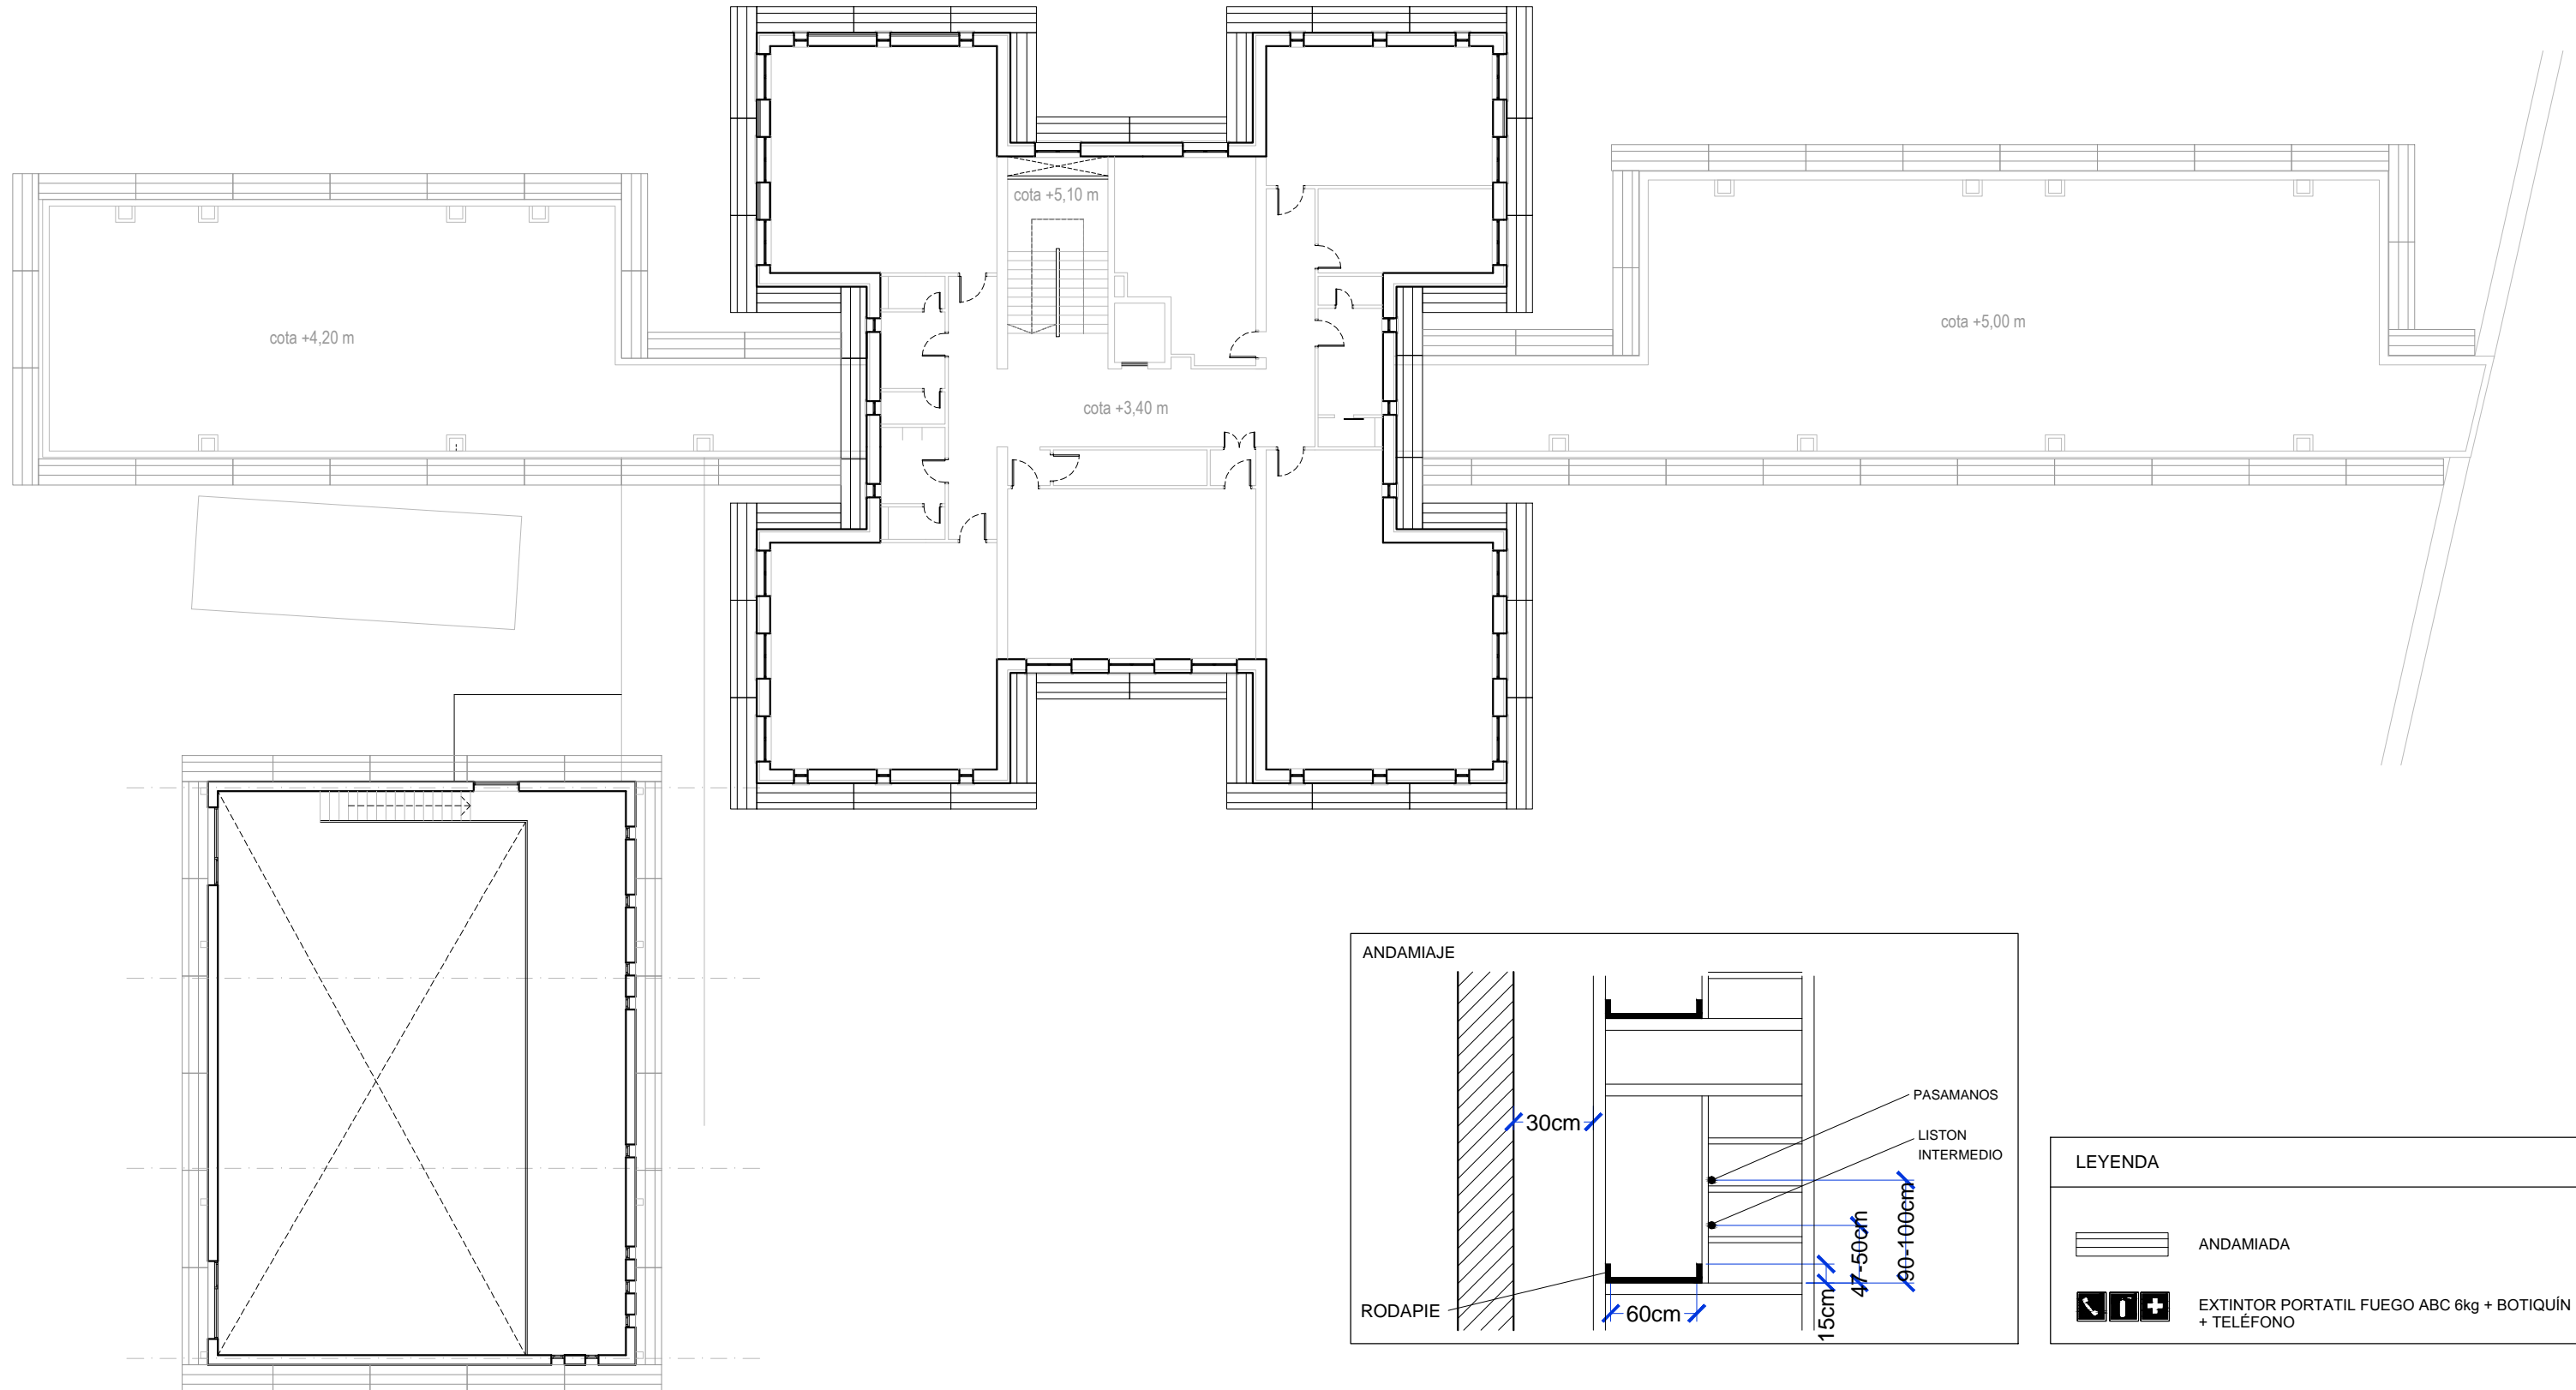 cota +5,10 m
cota +4,20 m
cota +5,00 m
cota +3,40 m
ANDAMIAJE
PASAMANOS
30cm
LISTON
INTERMEDIO
90-100cm
47-50cm
15cm
RODAPIE
60cm
LEYENDA
ANDAMIADA
EXTINTOR PORTATIL FUEGO ABC 6kg + BOTIQUÍN
+ TELÉFONO